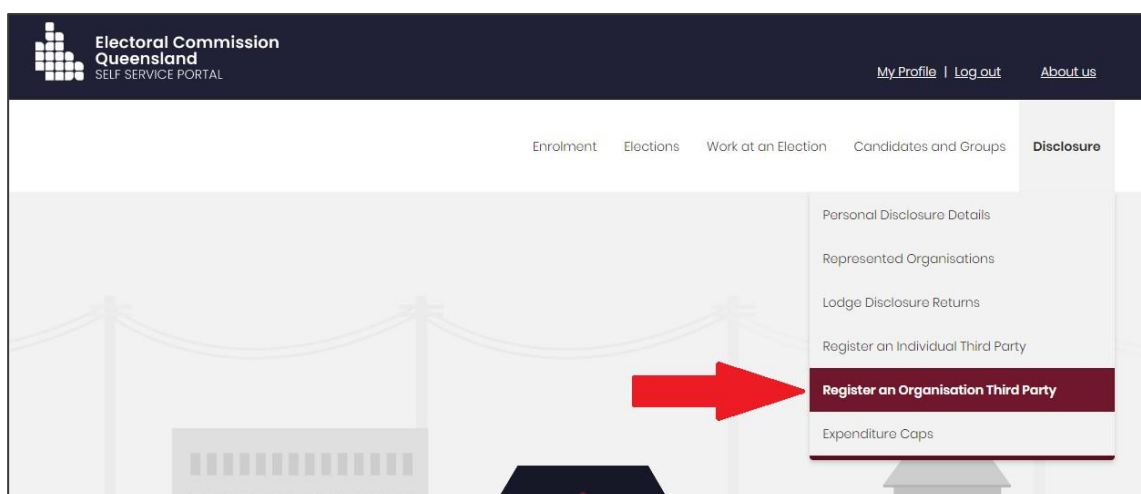 Electoral Commission
Queensland
SELF SERVICE PORTAL
My Profile | Log out About us
Enrolment Elections Work at an Election Candidates and Groups Disclosure
Personal Disclosure Details
Represented Organisations
Lodge Disclosure Returns
Register an Individual Third Party
Register an Organisation Third Party
Expenditure Caps